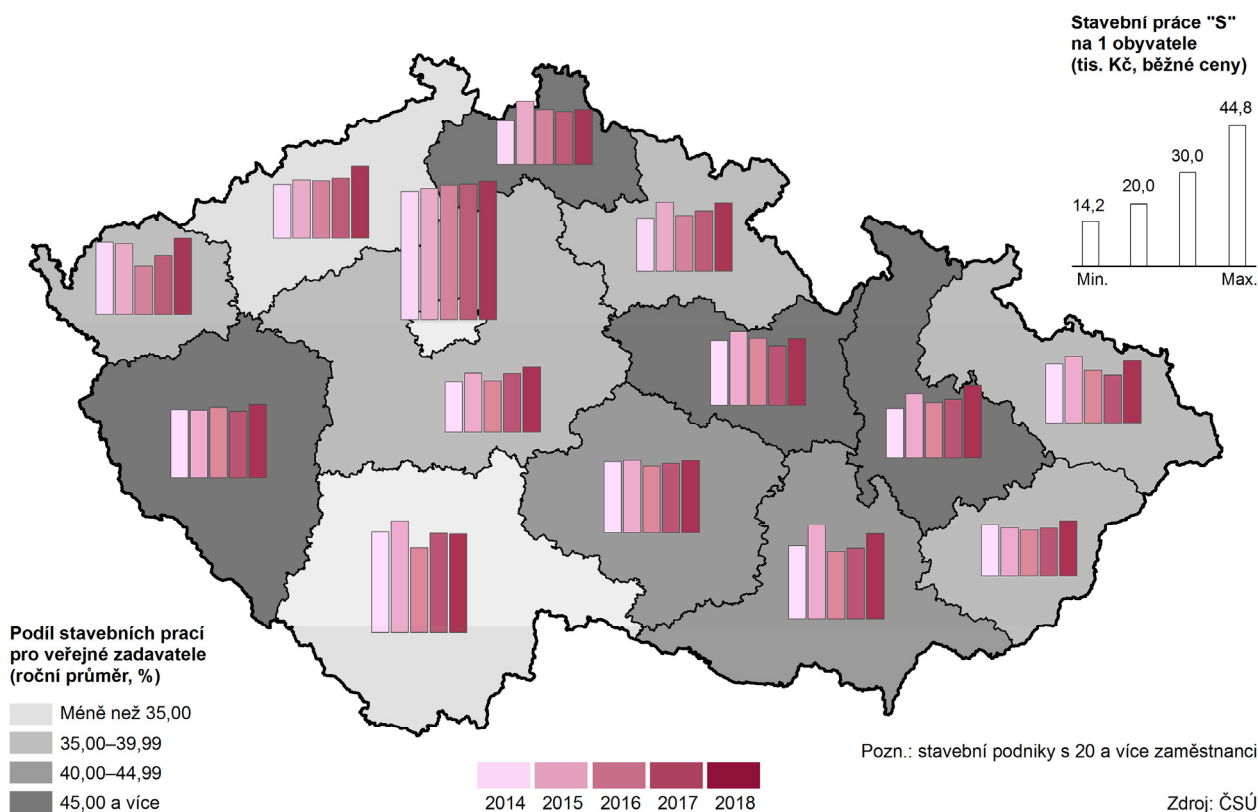 Stavební práce "S"
na 1 obyvatele
(tis. Kč, běžné ceny)
44,8
30,0
20,0
14,2
Min.
Max.
Podíl stavebních prací
pro veřejné zadavatele
(roční průměr, %)
Méně než 35,00
35,00–39,99
40,00–44,99
45,00 a více
2014 2015 2016 2017 2018
Pozn.: stavební podniky s 20 a více zaměstnanci
Zdroj: ČSÚ